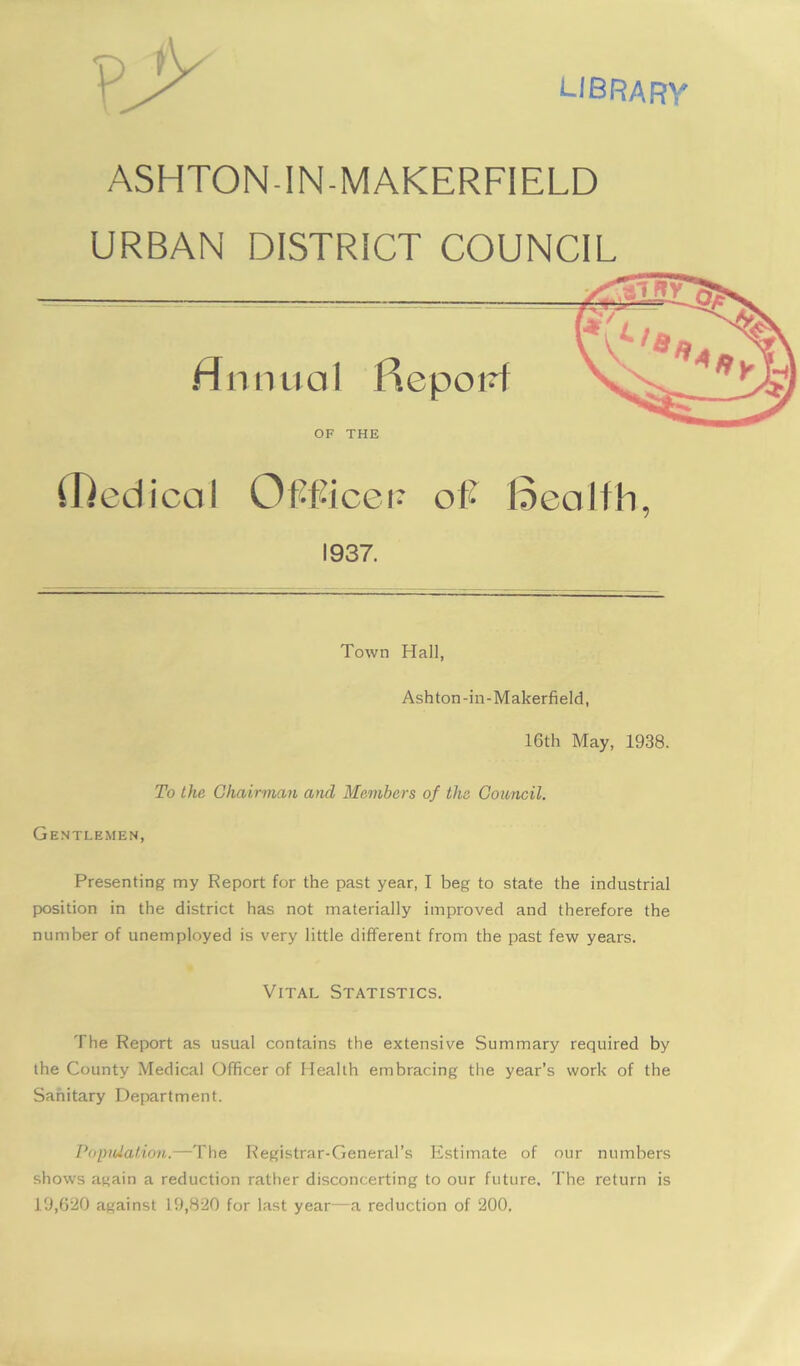 LIBRARY
ASHTON-IN-MAKERFIELD
URBAN DISTRICT COUNCIL
LIBRARY
Annual Report
OF THE
Medical Officer of Health,
1937.
Town Hall,
Ashton-in-Makerfield,
16th May, 1938.
To the Chairman and Members of the Council.
GENTLEMEN,
Presenting my Report for the past year, I beg to state the industrial
position in the district has not materially improved and therefore the
number of unemployed is very little different from the past few years.
VITAL STATISTICS.
The Report as usual contains the extensive Summary required by
the County Medical Officer of Health embracing the year's work of the
Sanitary Department.
Population.—The Registrar-General's Estimate of our numbers
shows again a reduction rather disconcerting to our future. The return is
19,620 against 19,820 for last year—a reduction of 200.